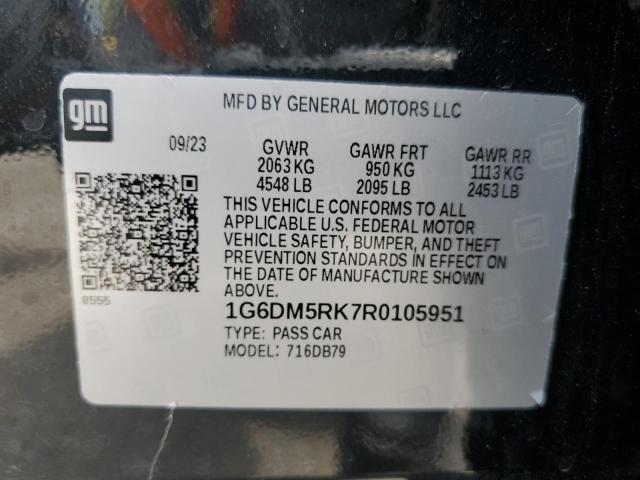 gm
MFD BY GENERAL MOTORS LLC
09/23 GVWR GAWR FRT GAWR RR
2063 KG 950 KG 1113 KG
4548 LB 2095 LB 2453 LB
THIS VEHICLE CONFORMS TO ALL
APPLICABLE U.S. FEDERAL MOTOR
VEHICLE SAFETY, BUMPER, AND THEFT
PREVENTION STANDARDS IN EFFECT ON
THE DATE OF MANUFACTURE SHOWN
ABOVE.
8555
1G6DM5RK7R0105951
TYPE: PASS CAR
MODEL: 716DB79